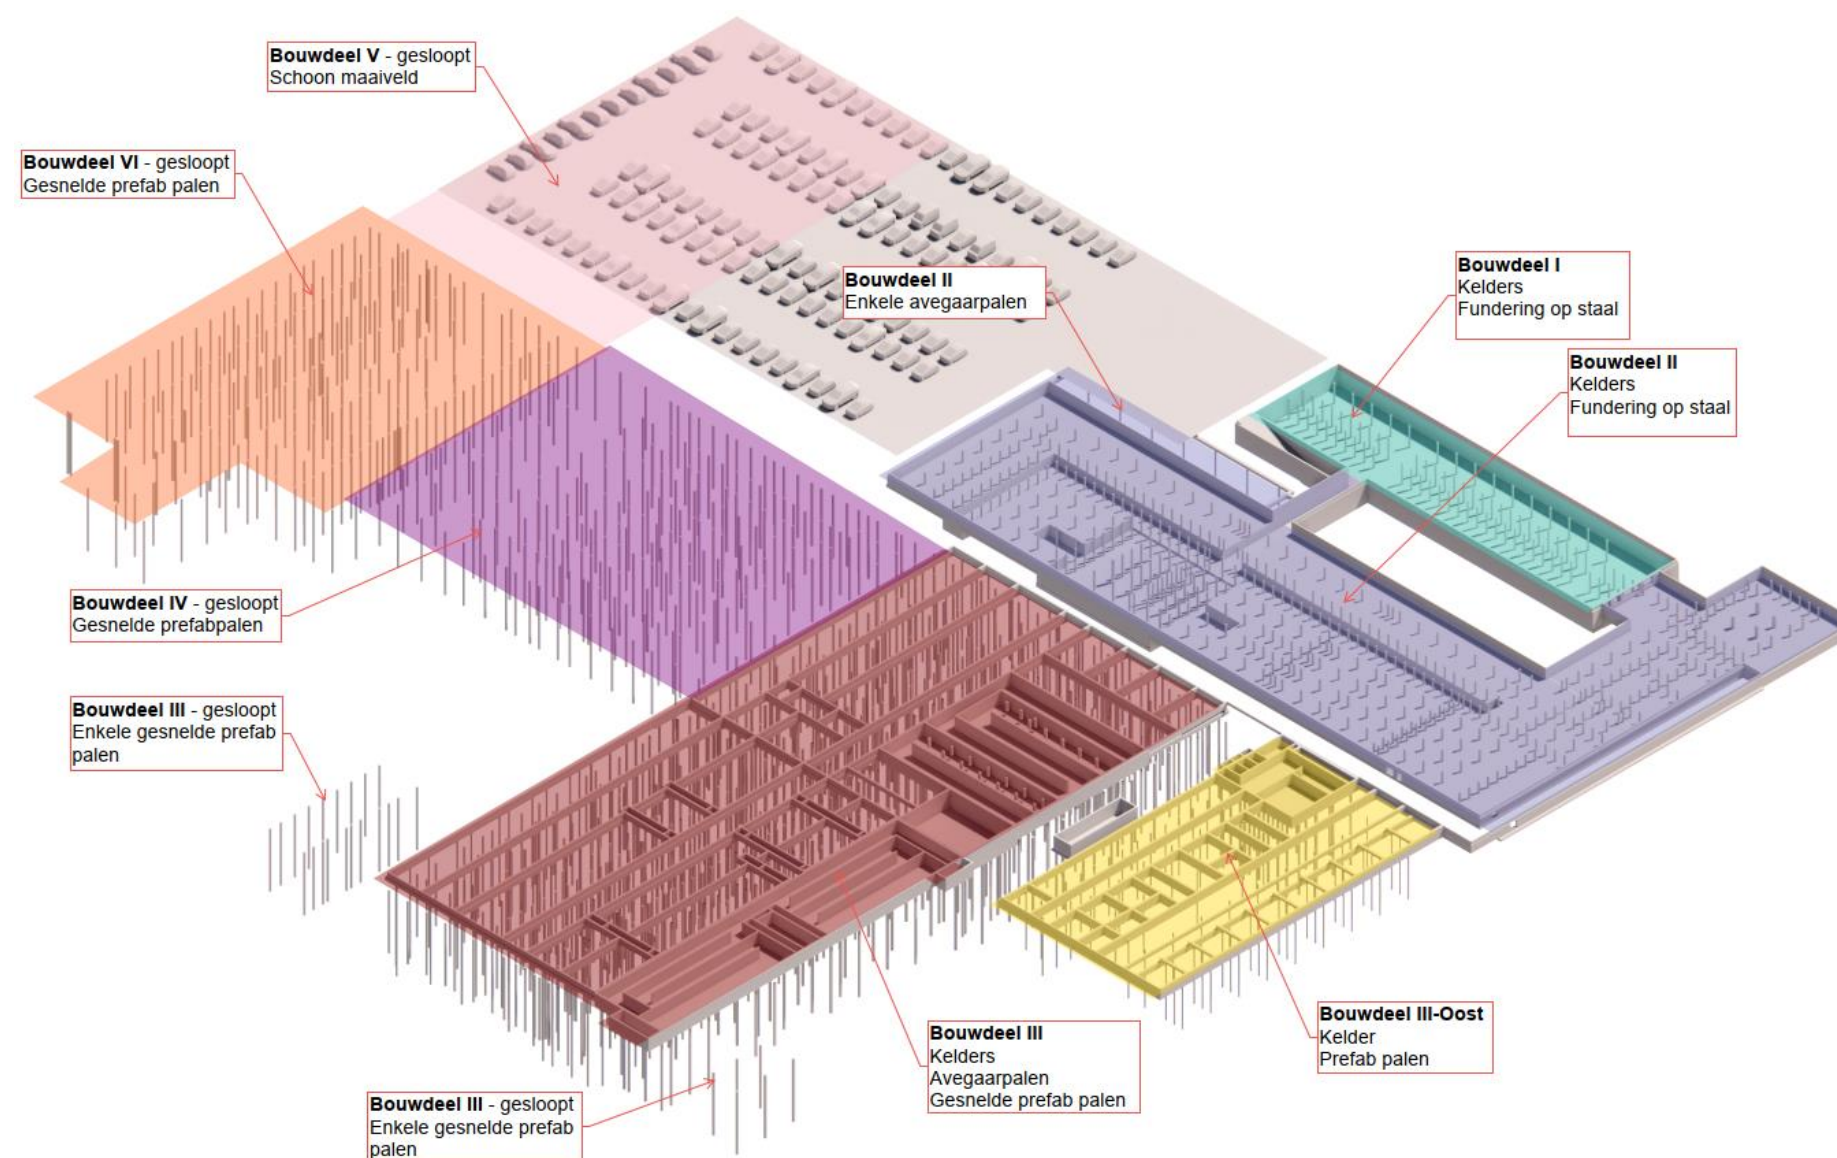 Bouwdeel V - gesloopt
Schoon maaiveld
Bouwdeel VI - gesloopt
Gesnelde prefab palen
Bouwdeel II
Enkele avegaarpalen
Bouwdeel I
Kelders
Fundering op staal
Bouwdeel II
Kelders
Fundering op staal
Bouwdeel IV - gesloopt
Gesnelde prefabpalen
Bouwdeel III - gesloopt
Enkele gesnelde prefab
palen
Bouwdeel III
Kelders
Avegaarpalen
Gesnelde prefab palen
Bouwdeel III-Oost
Kelder
Prefab palen
Bouwdeel III - gesloopt
Enkele gesnelde prefab
palen